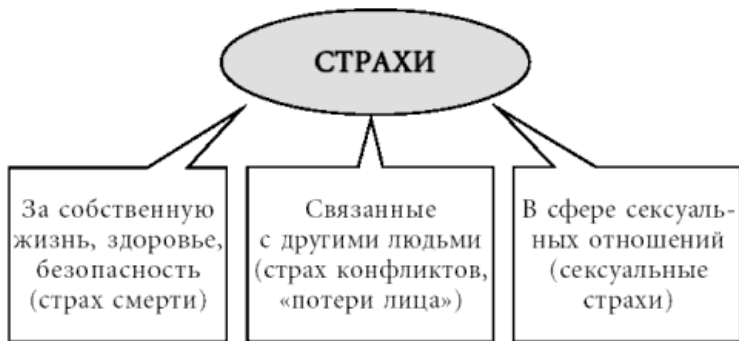 СТРАХИ
За собственную
жизнь, здоровье,
безопасность
(страх смерти)
Связанные
с другими людьми
(страх конфликтов,
«потери лица»)
В сфере сексуаль-
ных отношений
(сексуальные
страхи)